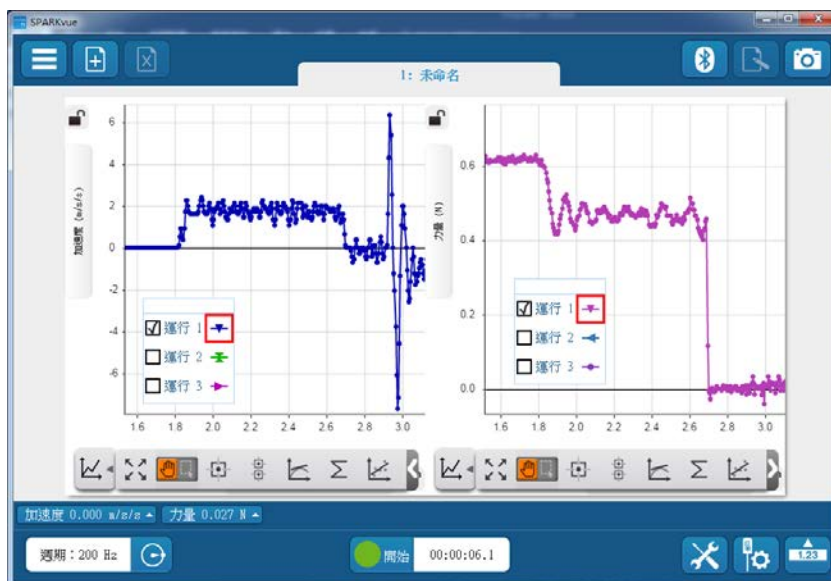 SPARKvue
1: 未命名
加速度 (m/s/s)
6
4
2
0
-2
-4
-6
1.6 1.8 2.0 2.2 2.4 2.6 2.8 3.0
運行 1
運行 2
運行 3
力量 (N)
0.6
0.4
0.2
0.0
1.6 1.8 2.0 2.2 2.4 2.6 2.8 3.0
運行 1
運行 2
運行 3
Σ
Σ
加速度 0.000 m/s/s 力量 0.027 N
週期：200 Hz 開始 00:00:06.1
1.23